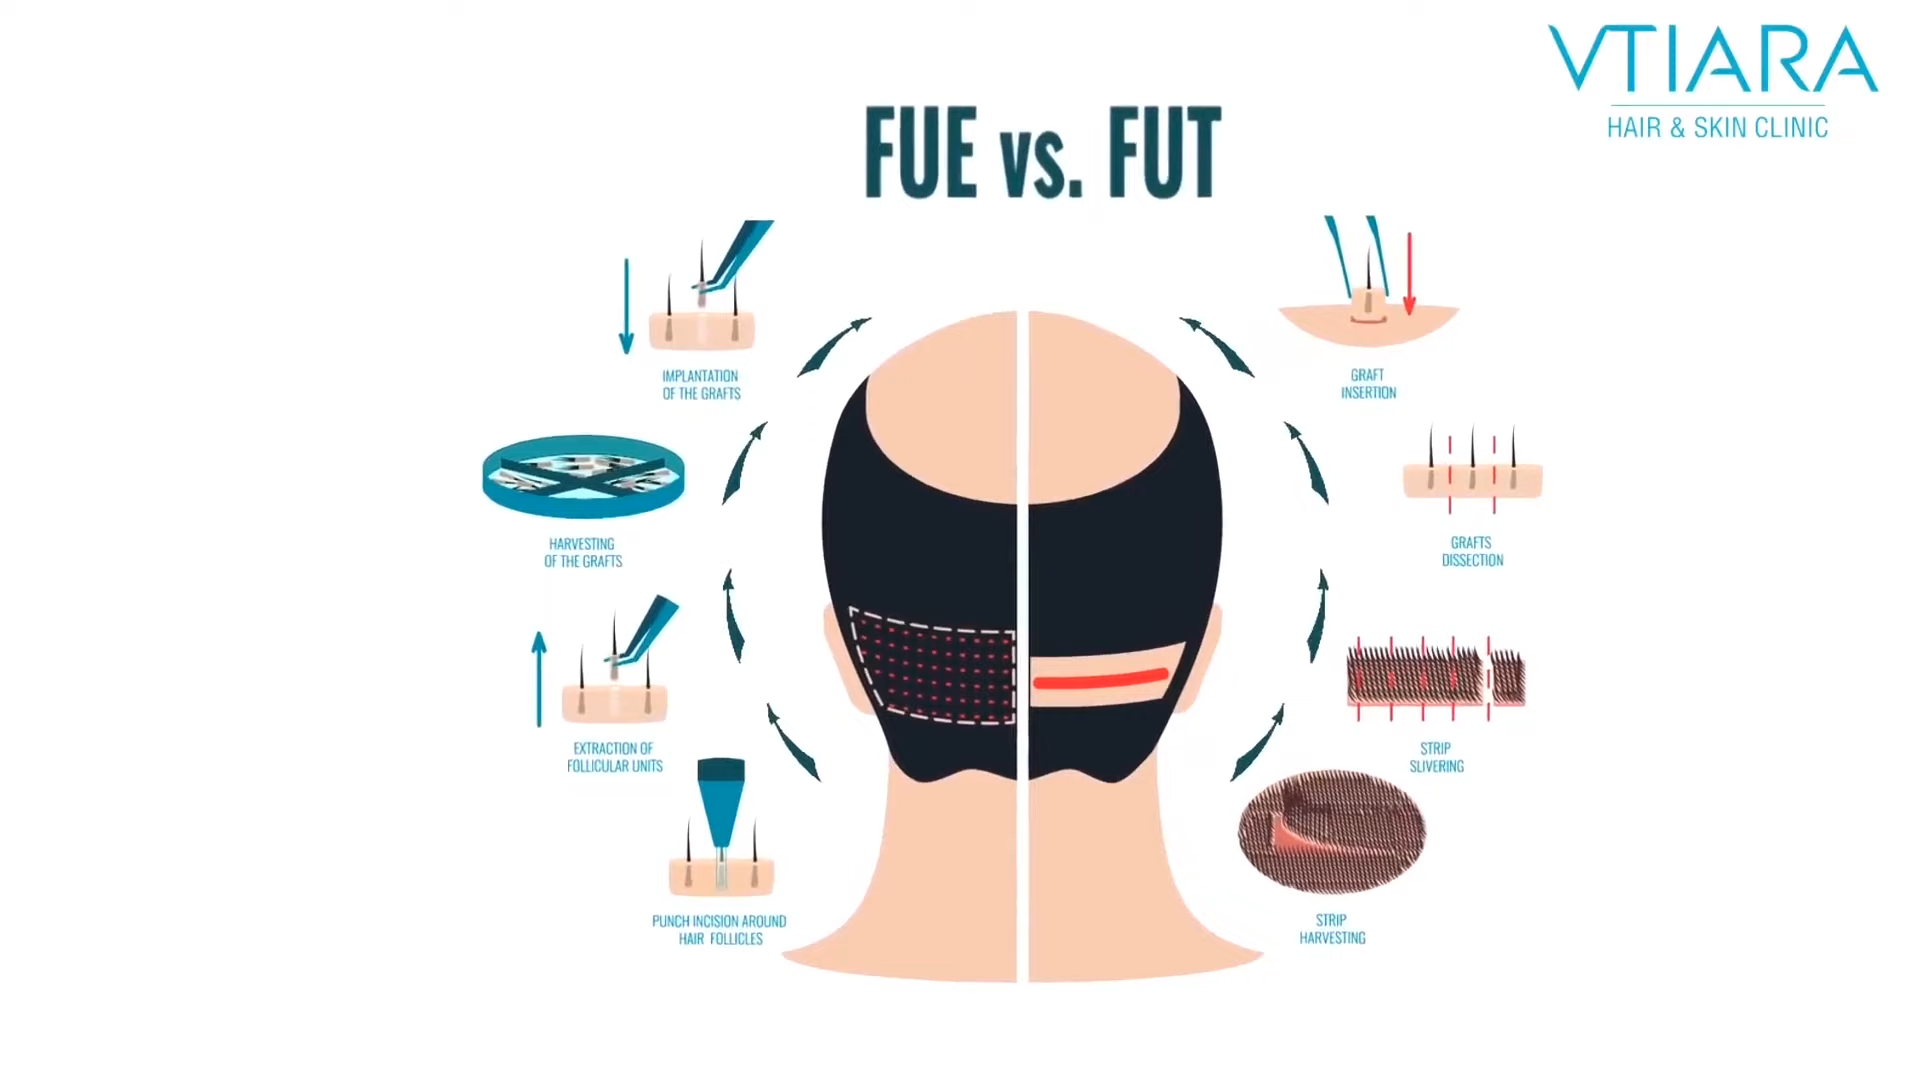 VTIARA
HAIR & SKIN CLINIC
FUE vs. FUT
IMPLANTATION
OF THE GRAFTS
GRAFT
INSERTION
HARVESTING
OF THE GRAFTS
GRAFTS
DISSECTION
EXTRACTION OF
FOLLICULAR UNITS
STRIP
SLIVERING
PUNCH INCISION AROUND
HAIR FOLLICLES
STRIP
HARVESTING